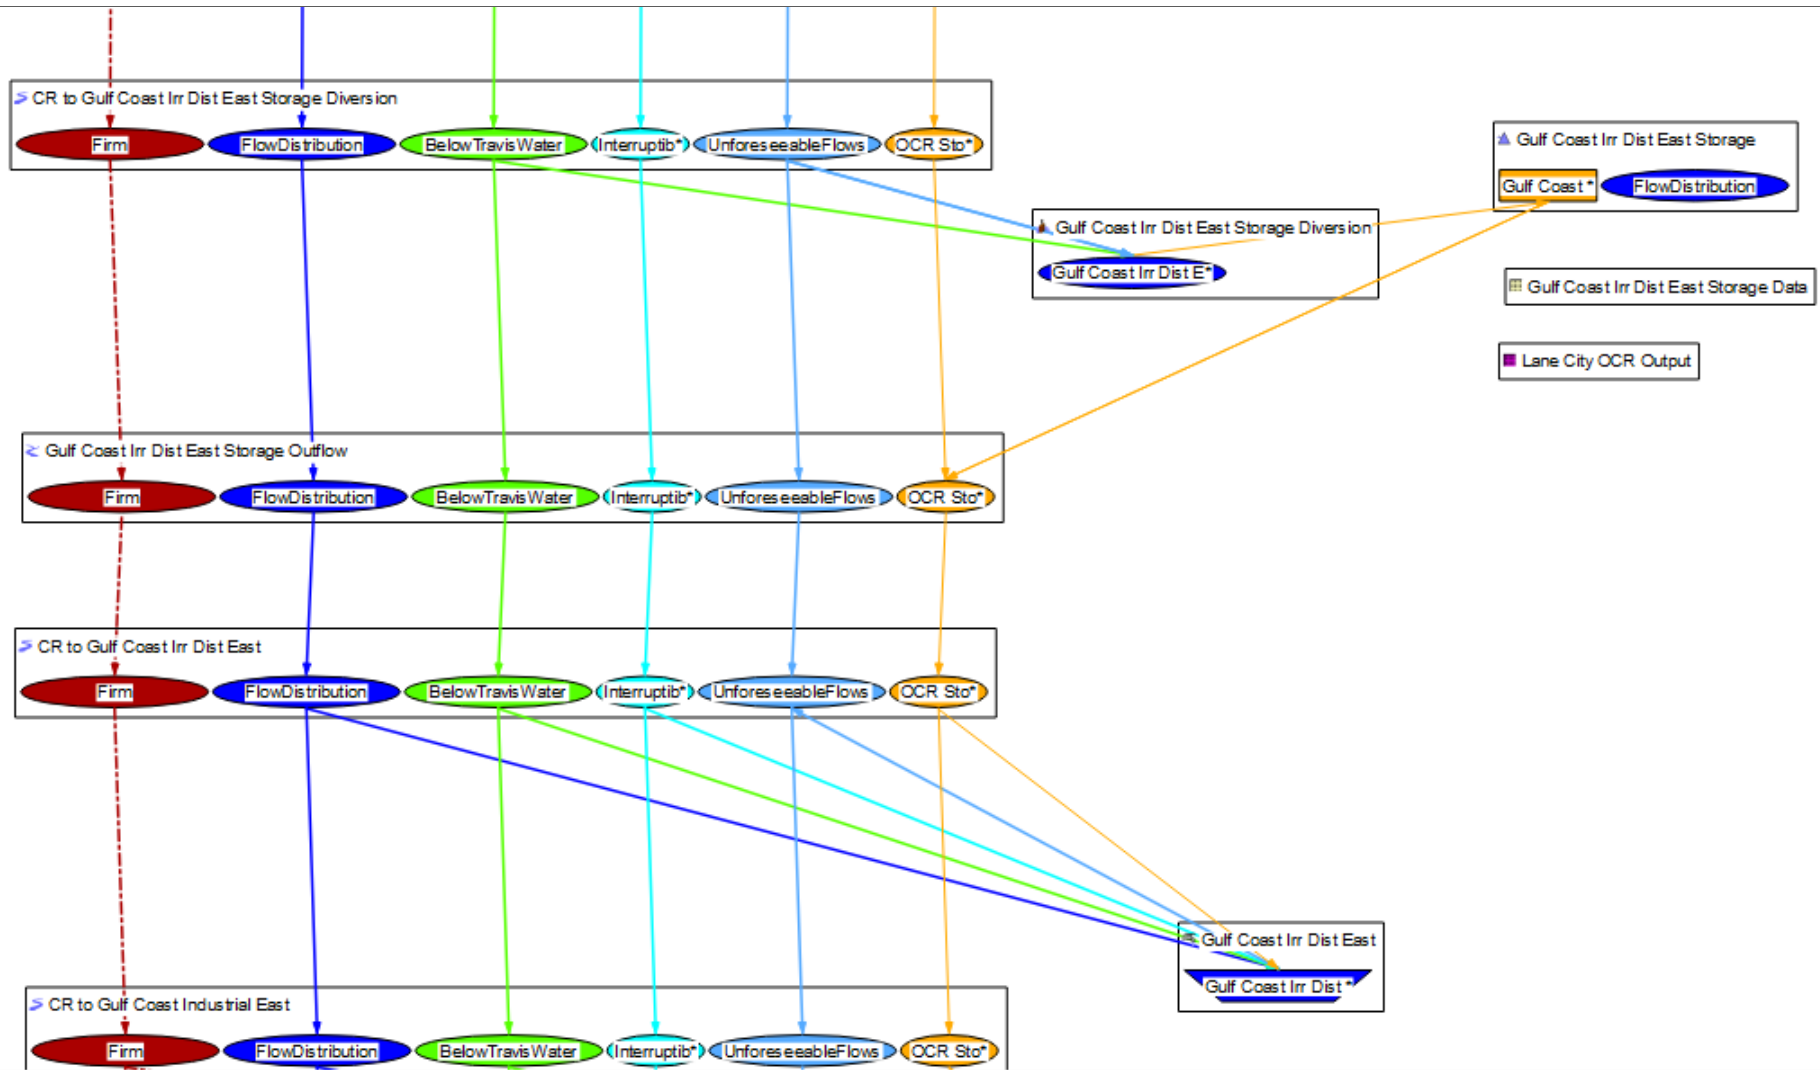 CR to Gulf Coast Irr Dist East Storage Diversion
Firm FlowDistribution BelowTravisWater Interruptib* UnforeseeableFlows OCR Sto*
Gulf Coast Irr Dist East Storage
Gulf Coast * FlowDistribution
Gulf Coast Irr Dist East Storage Diversion
Gulf Coast Irr Dist E*
Gulf Coast Irr Dist East Storage Data
Lane City OCR Output
Gulf Coast Irr Dist East Storage Outflow
Firm FlowDistribution BelowTravisWater Interruptib* UnforeseeableFlows OCR Sto*
CR to Gulf Coast Irr Dist East
Firm FlowDistribution BelowTravisWater Interruptib* UnforeseeableFlows OCR Sto*
Gulf Coast Irr Dist East
Gulf Coast Irr Dist *
CR to Gulf Coast Industrial East
Firm FlowDistribution BelowTravisWater Interruptib* UnforeseeableFlows OCR Sto*